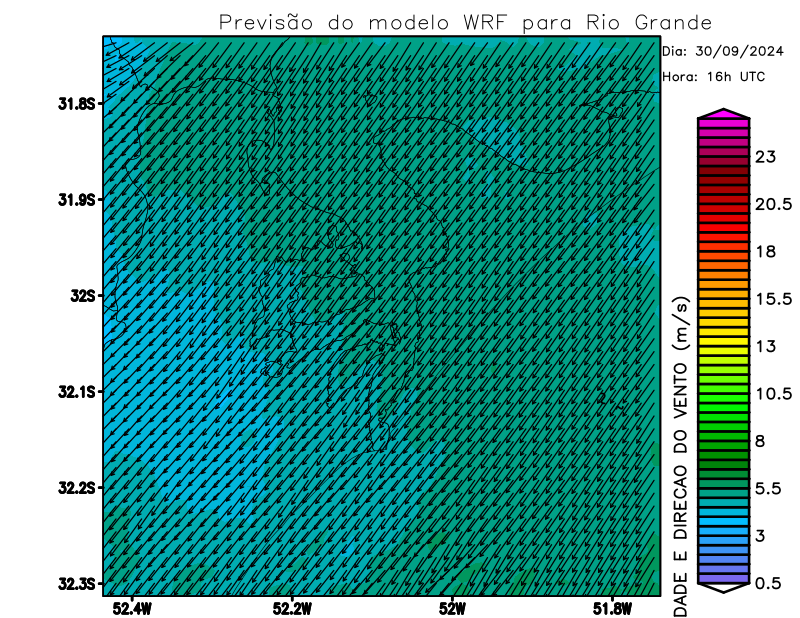 Previsão do modelo WRF para Rio Grande
Dia: 30/09/2024
Hora: 16h UTC
31.8S
31.9S
32S
32.1S
32.2S
32.3S
52.4W
52.2W
52W
51.8W
DADE E DIRECAO DO VENTO (m/s)
23
20.5
18
15.5
13
10.5
8
5.5
3
0.5